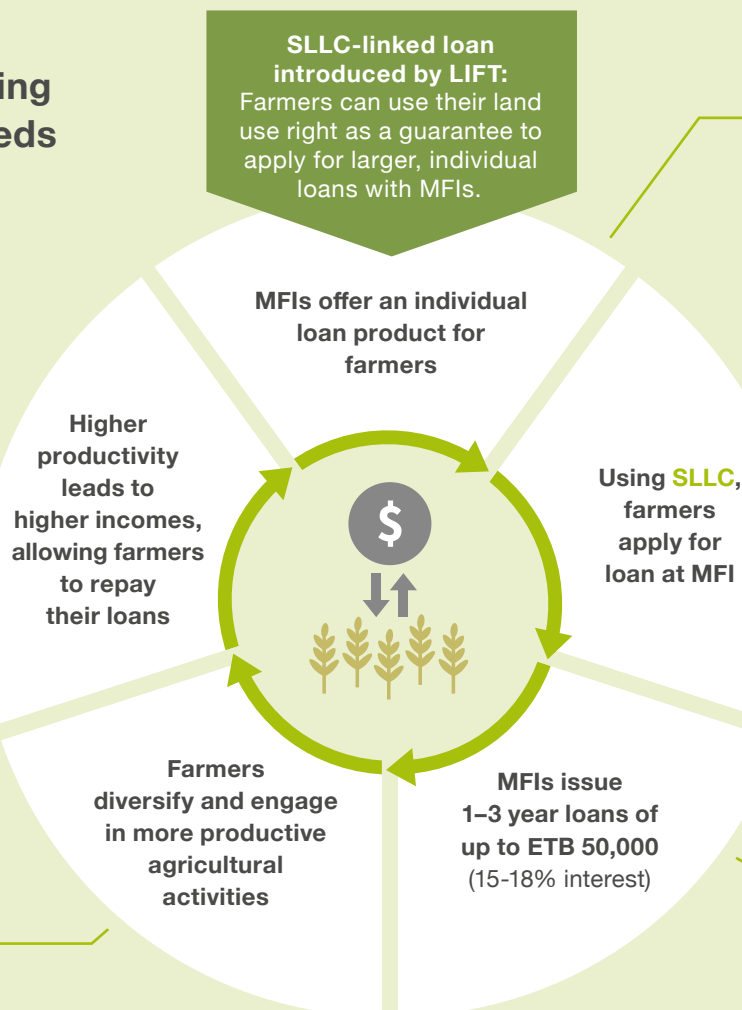 ing
eeds
SLLC-linked loan
introduced by LIFT:
Farmers can use their land
use right as a guarantee to
apply for larger, individual
loans with MFIs.
MFIs offer an individual
loan product for
farmers
Using SLLC,
farmers
apply for
loan at MFI
MFIs issue
1–3 year loans of
up to ETB 50,000
(15-18% interest)
Farmers
diversify and engage
in more productive
agricultural
activities
Higher
productivity
leads to
higher incomes,
allowing farmers
to repay
their loans
$